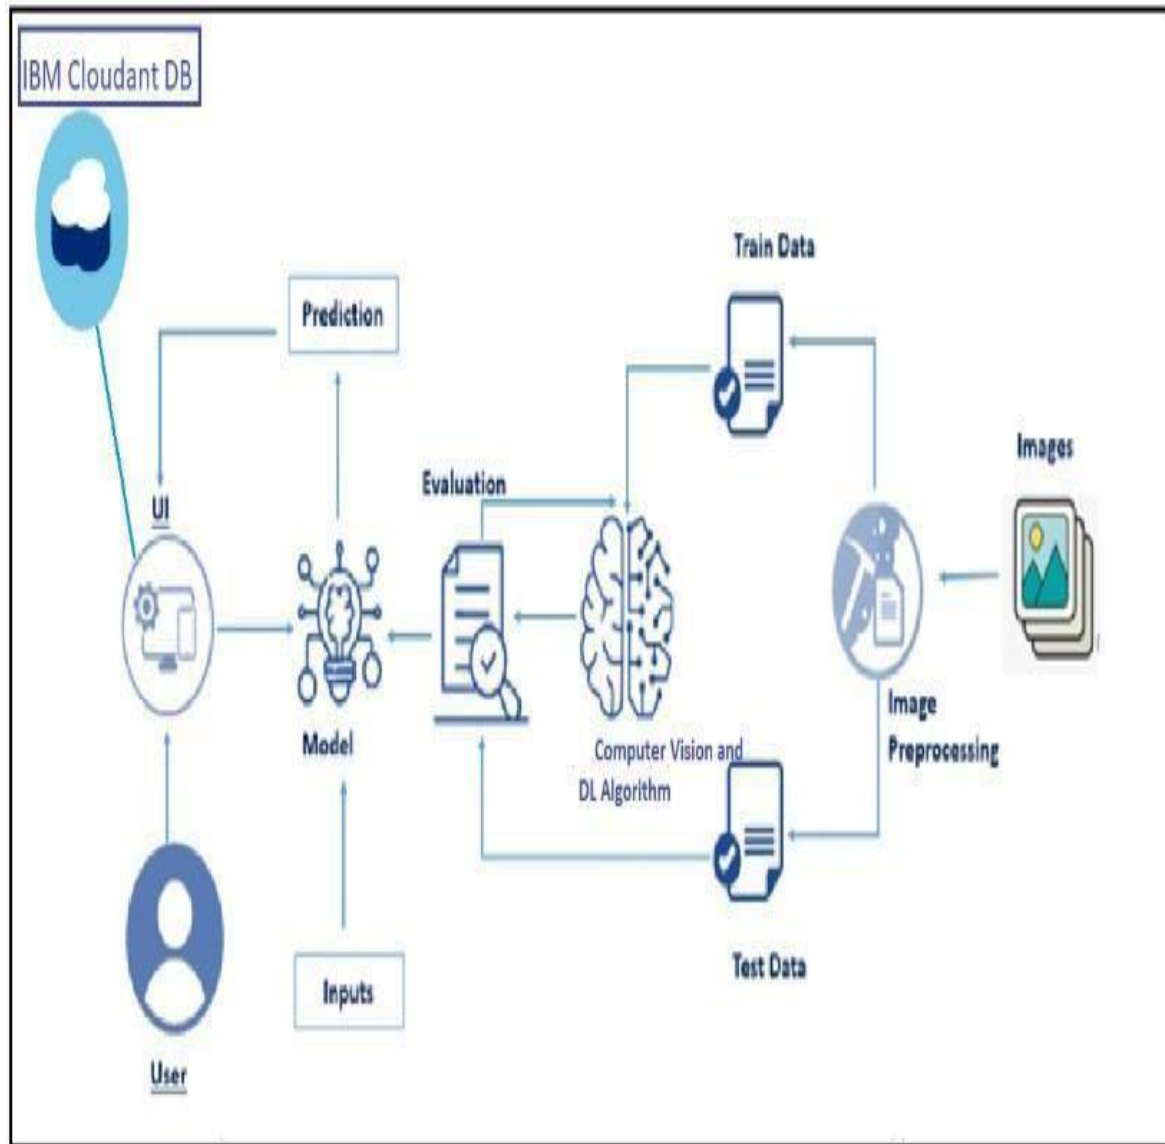 IBM Cloudant DB
Train Data
Prediction
Images
Evaluation
UI
Image
Preprocessing
Model
Computer Vision and
DL Algorithm
Test Data
Inputs
User